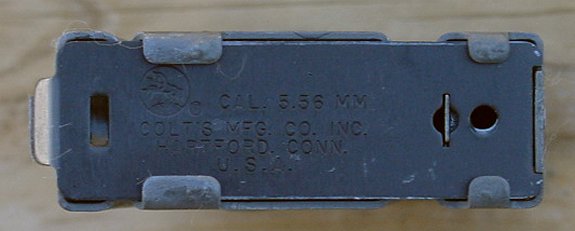 CAL. 5.56 MM
COLT'S MFG. CO. INC.
HARTFORD. CONN.
U.S.A.